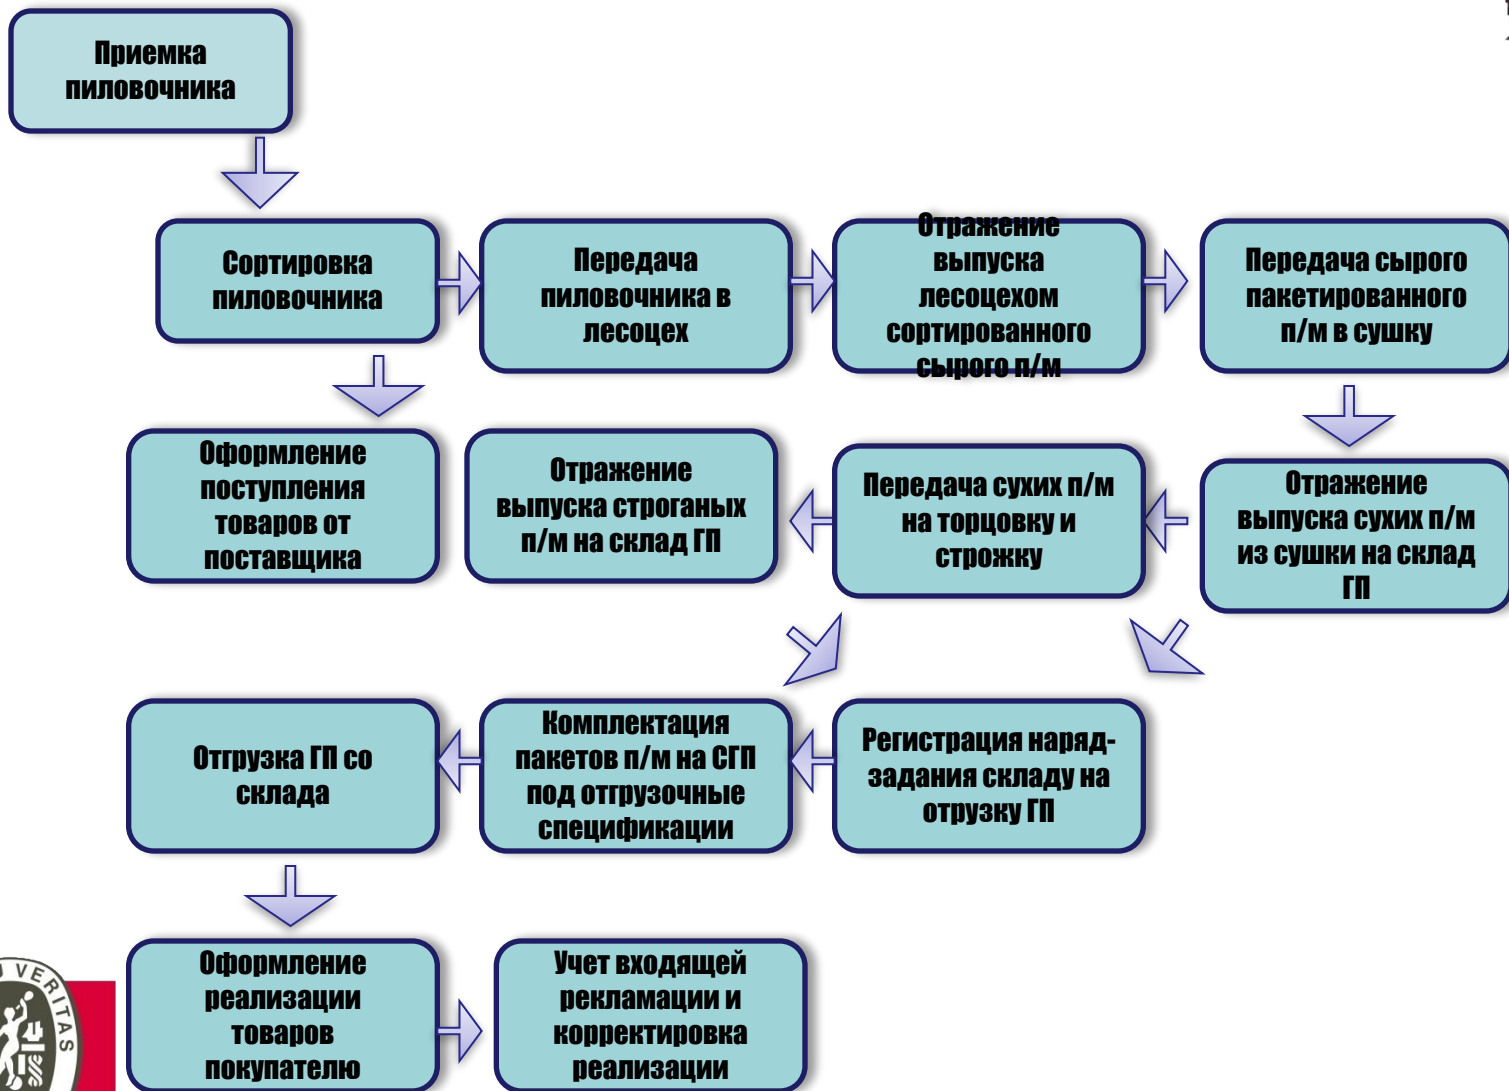 Приемка
пиловочника
Сортировка
пиловочника
Передача
пиловочника в
лесоцех
Отражение
выпуска
лесоцехом
сортированного
сырого п/м
Передача сырого
пакетированного
п/м в сушку
Оформление
поступления
товаров от
поставщика
Отражение
выпуска строганых
п/м на склад ГП
Передача сухих п/м
на торцовку и
строжку
Отражение
выпуска сухих п/м
из сушки на склад
ГП
Отгрузка ГП со
склада
Комплектация
пакетов п/м на СГП
под отгрузочные
спецификации
Регистрация наряд-
задания складу на
отрузку ГП
Оформление
реализации
товаров
покупателю
Учет входящей
рекламации и
корректировка
реализации
VERITAS